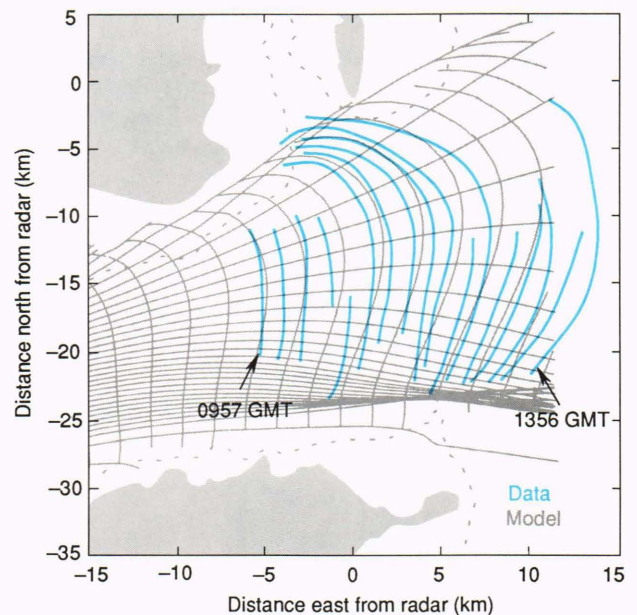 5
0
–5
–10
–15
–20
–25
–30
–35
Distance north from radar (km)
0957 GMT
1356 GMT
Data
Model
–15
–10
–5
0
5
10
15
Distance east from radar (km)